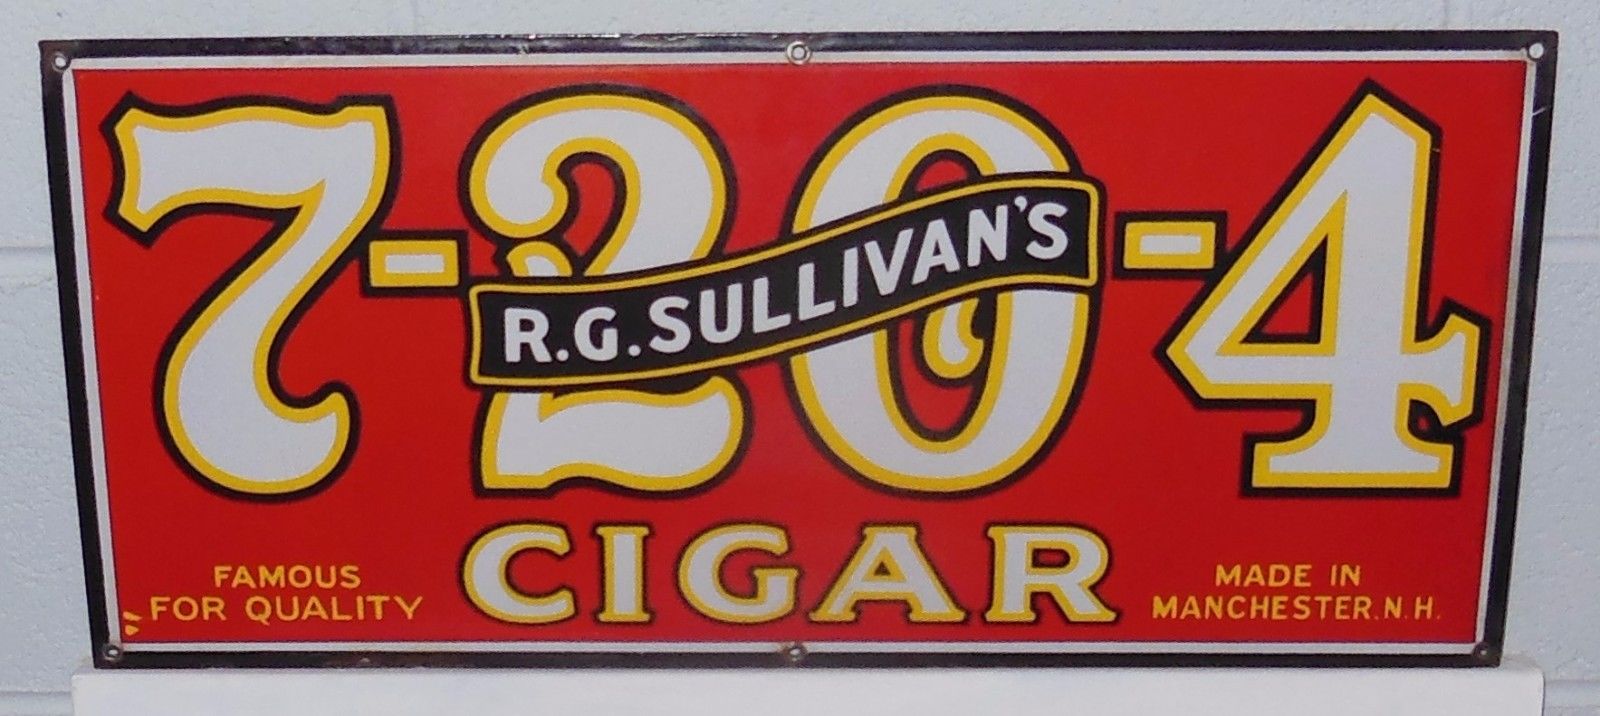 7-20-4
R.G.SULLIVAN'S
CIGAR
FAMOUS
FOR QUALITY
MADE IN
MANCHESTER.N.H.